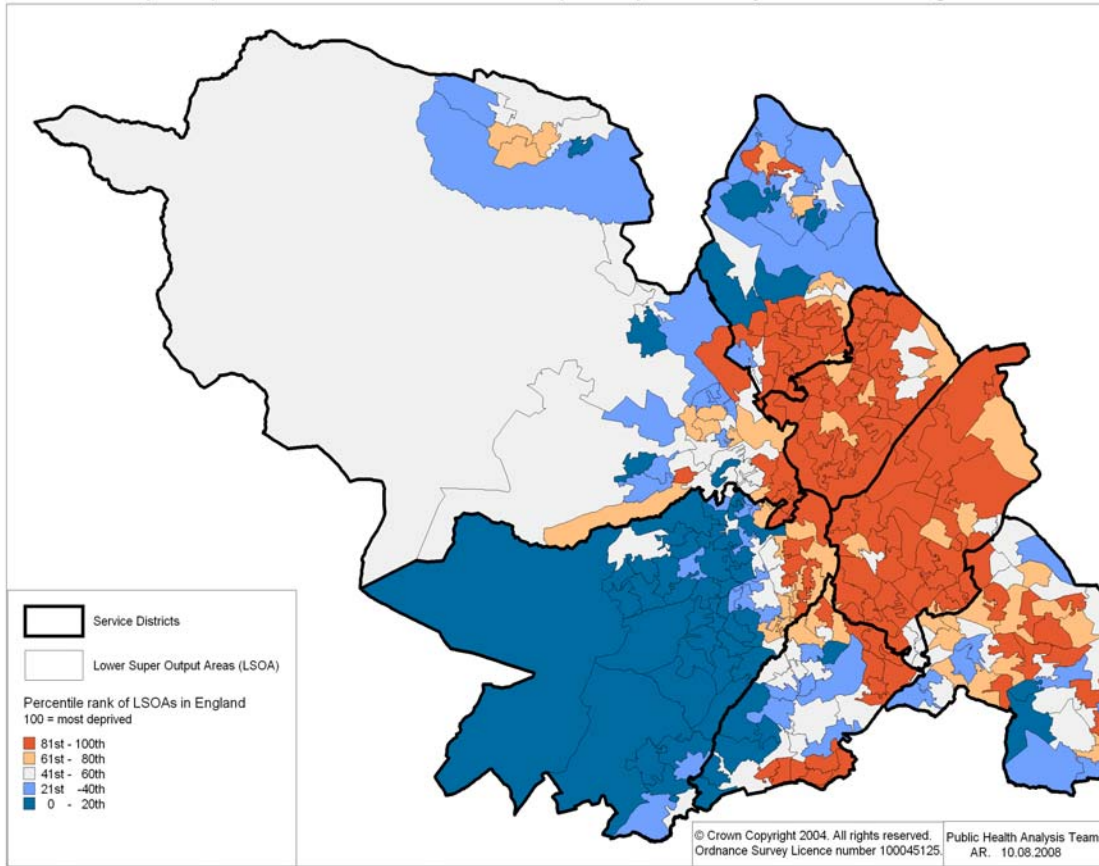 Service Districts
Lower Super Output Areas (LSOA)
Percentile rank of LSOAs in England
100 = most deprived
81st - 100th
61st - 80th
41st - 60th
21st -40th
0 - 20th
© Crown Copyright 2004. All rights reserved.
Ordnance Survey Licence number 100045125.
Public Health Analysis Team
AR. 10.08.2008